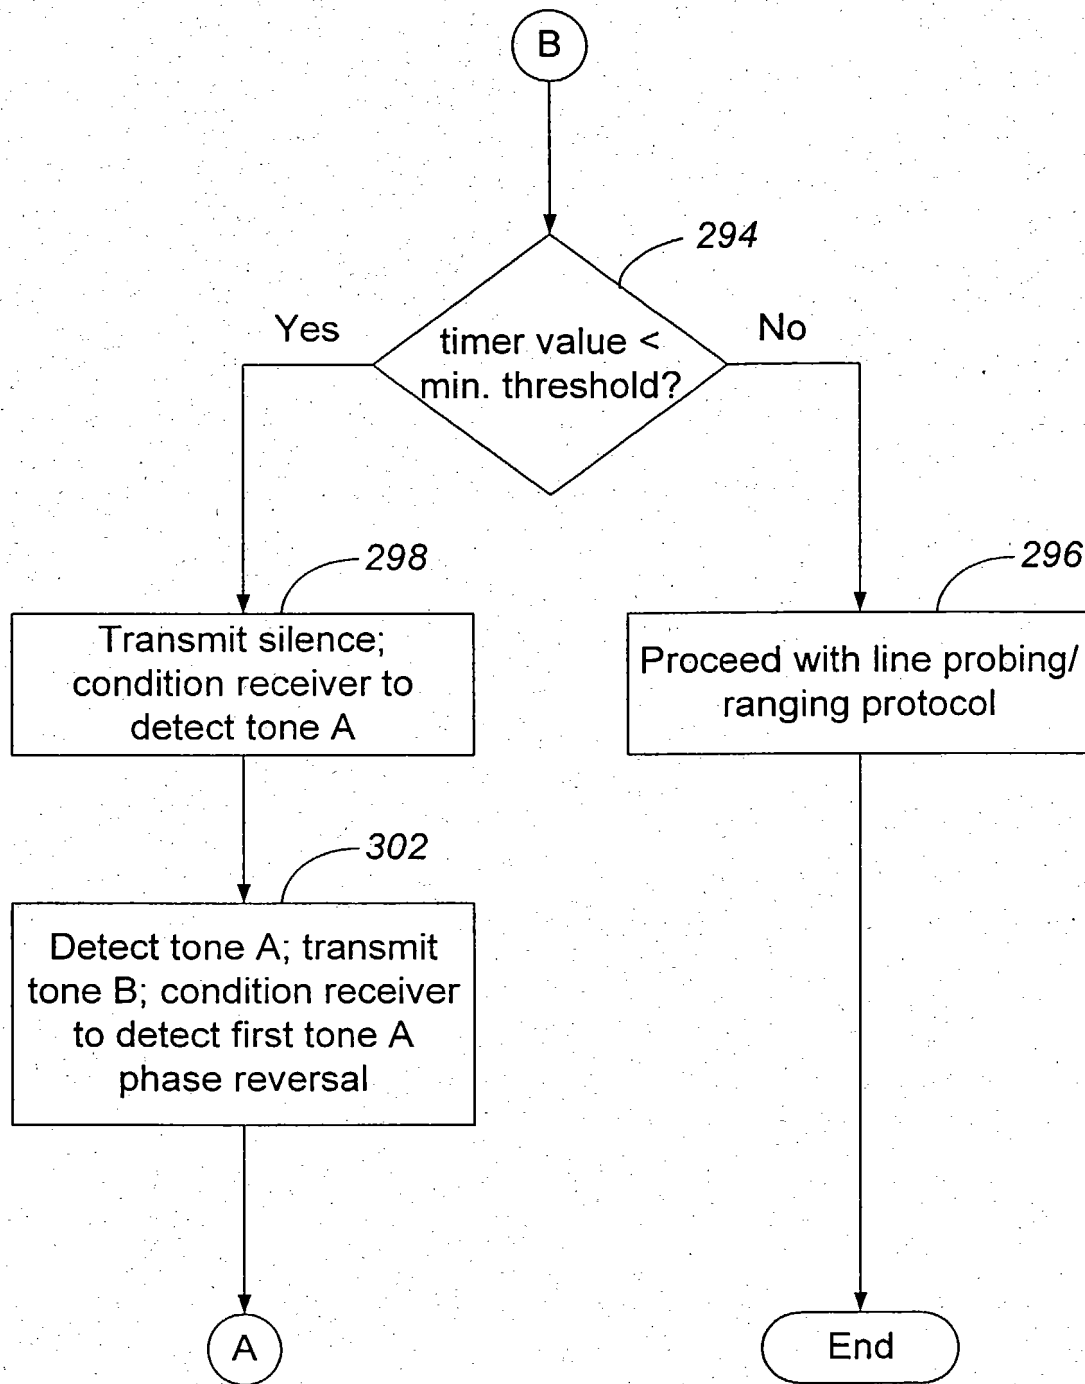 B
294
Yes
No
timer value <
min. threshold?
298
296
Transmit silence;
condition receiver to
detect tone A
Proceed with line probing/
ranging protocol
302
Detect tone A; transmit
tone B; condition receiver
to detect first tone A
phase reversal
A
End